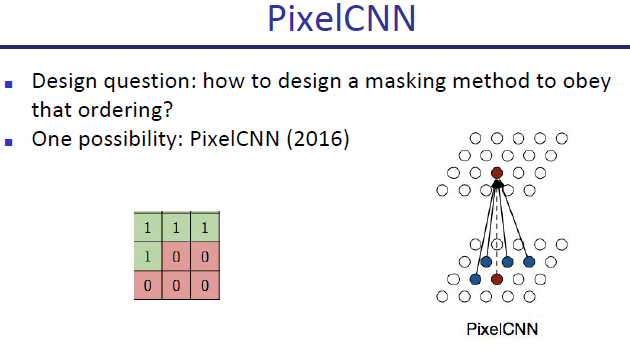 PixelCNN
Design question: how to design a masking method to obey
that ordering?
One possibility: PixelCNN (2016)
1 1 1
1 0 0
0 0 0
PixelCNN